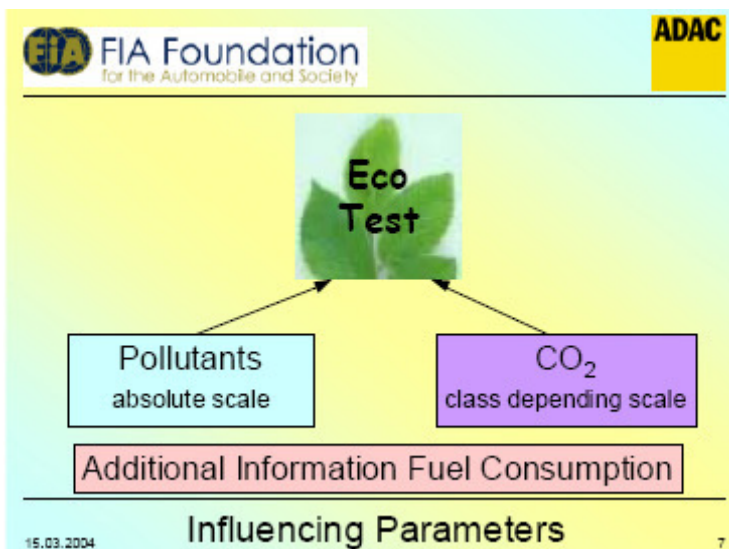 FIA FIA Foundation
for the Automobile and Society
ADAC
Eco
Test
Pollutants
absolute scale
CO₂
class depending scale
Additional Information Fuel Consumption
15.03.2004
Influencing Parameters
7